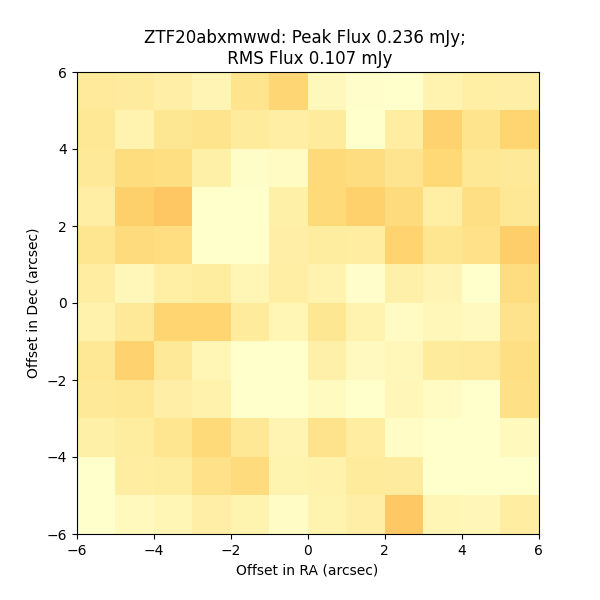 ZTF20abxmwwd: Peak Flux 0.236 mJy;
RMS Flux 0.107 mJy
6
4
2
0
−2
−4
−6
Offset in Dec (arcsec)
−6 −4 −2 0 2 4 6
Offset in RA (arcsec)